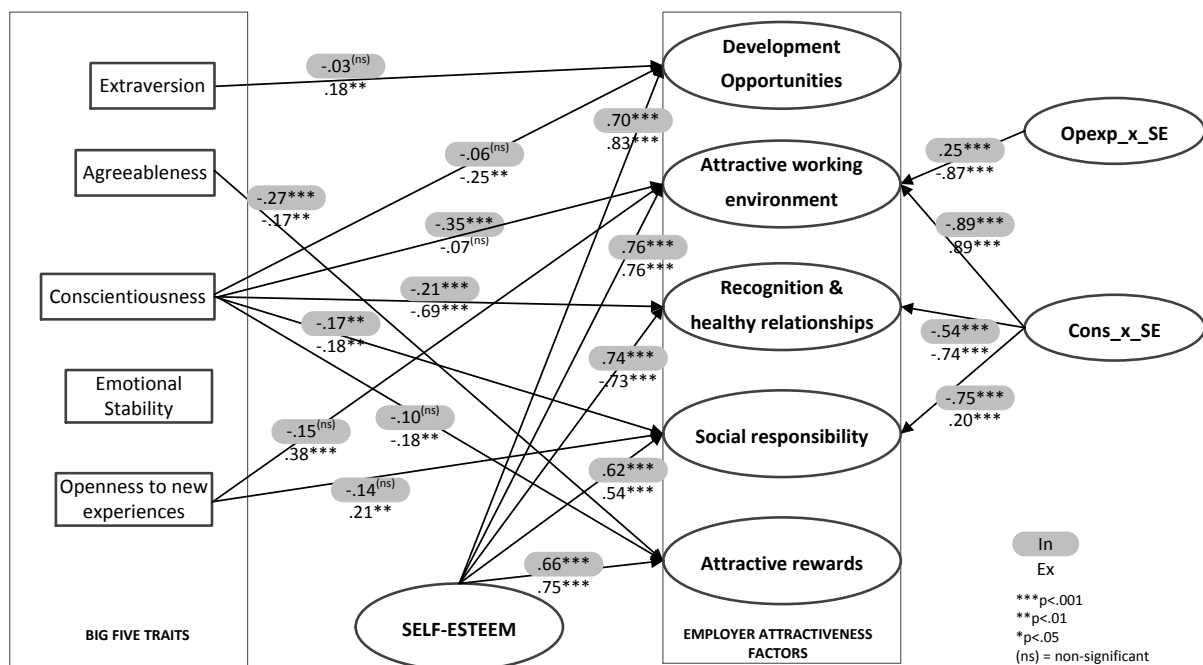 Extraversion
Agreeableness
Conscientiousness
Emotional
Stability
Openness to new
experiences
BIG FIVE TRAITS
-.03(ns)
.18**
-.06(ns)
-.25**
-.27***
-.17**
-.35***
-.07(ns)
-.21***
-.69***
-.17**
-.18**
-.10(ns)
-.18**
-.15(ns)
.38***
-.14(ns)
.21**
.70***
.83***
.76***
.76***
.74***
-.73***
.62***
.54***
.66***
.75***
SELF-ESTEEM
Development
Opportunities
Attractive working
environment
Recognition &
healthy relationships
Social responsibility
Attractive rewards
EMPLOYER ATTRACTIVENESS
FACTORS
Opexp_x_SE
.25***
-.87***
-.89***
.89***
Cons_x_SE
-.54***
-.74***
-.75***
.20***
In
Ex
***p<.001
**p<.01
*p<.05
(ns) = non-significant